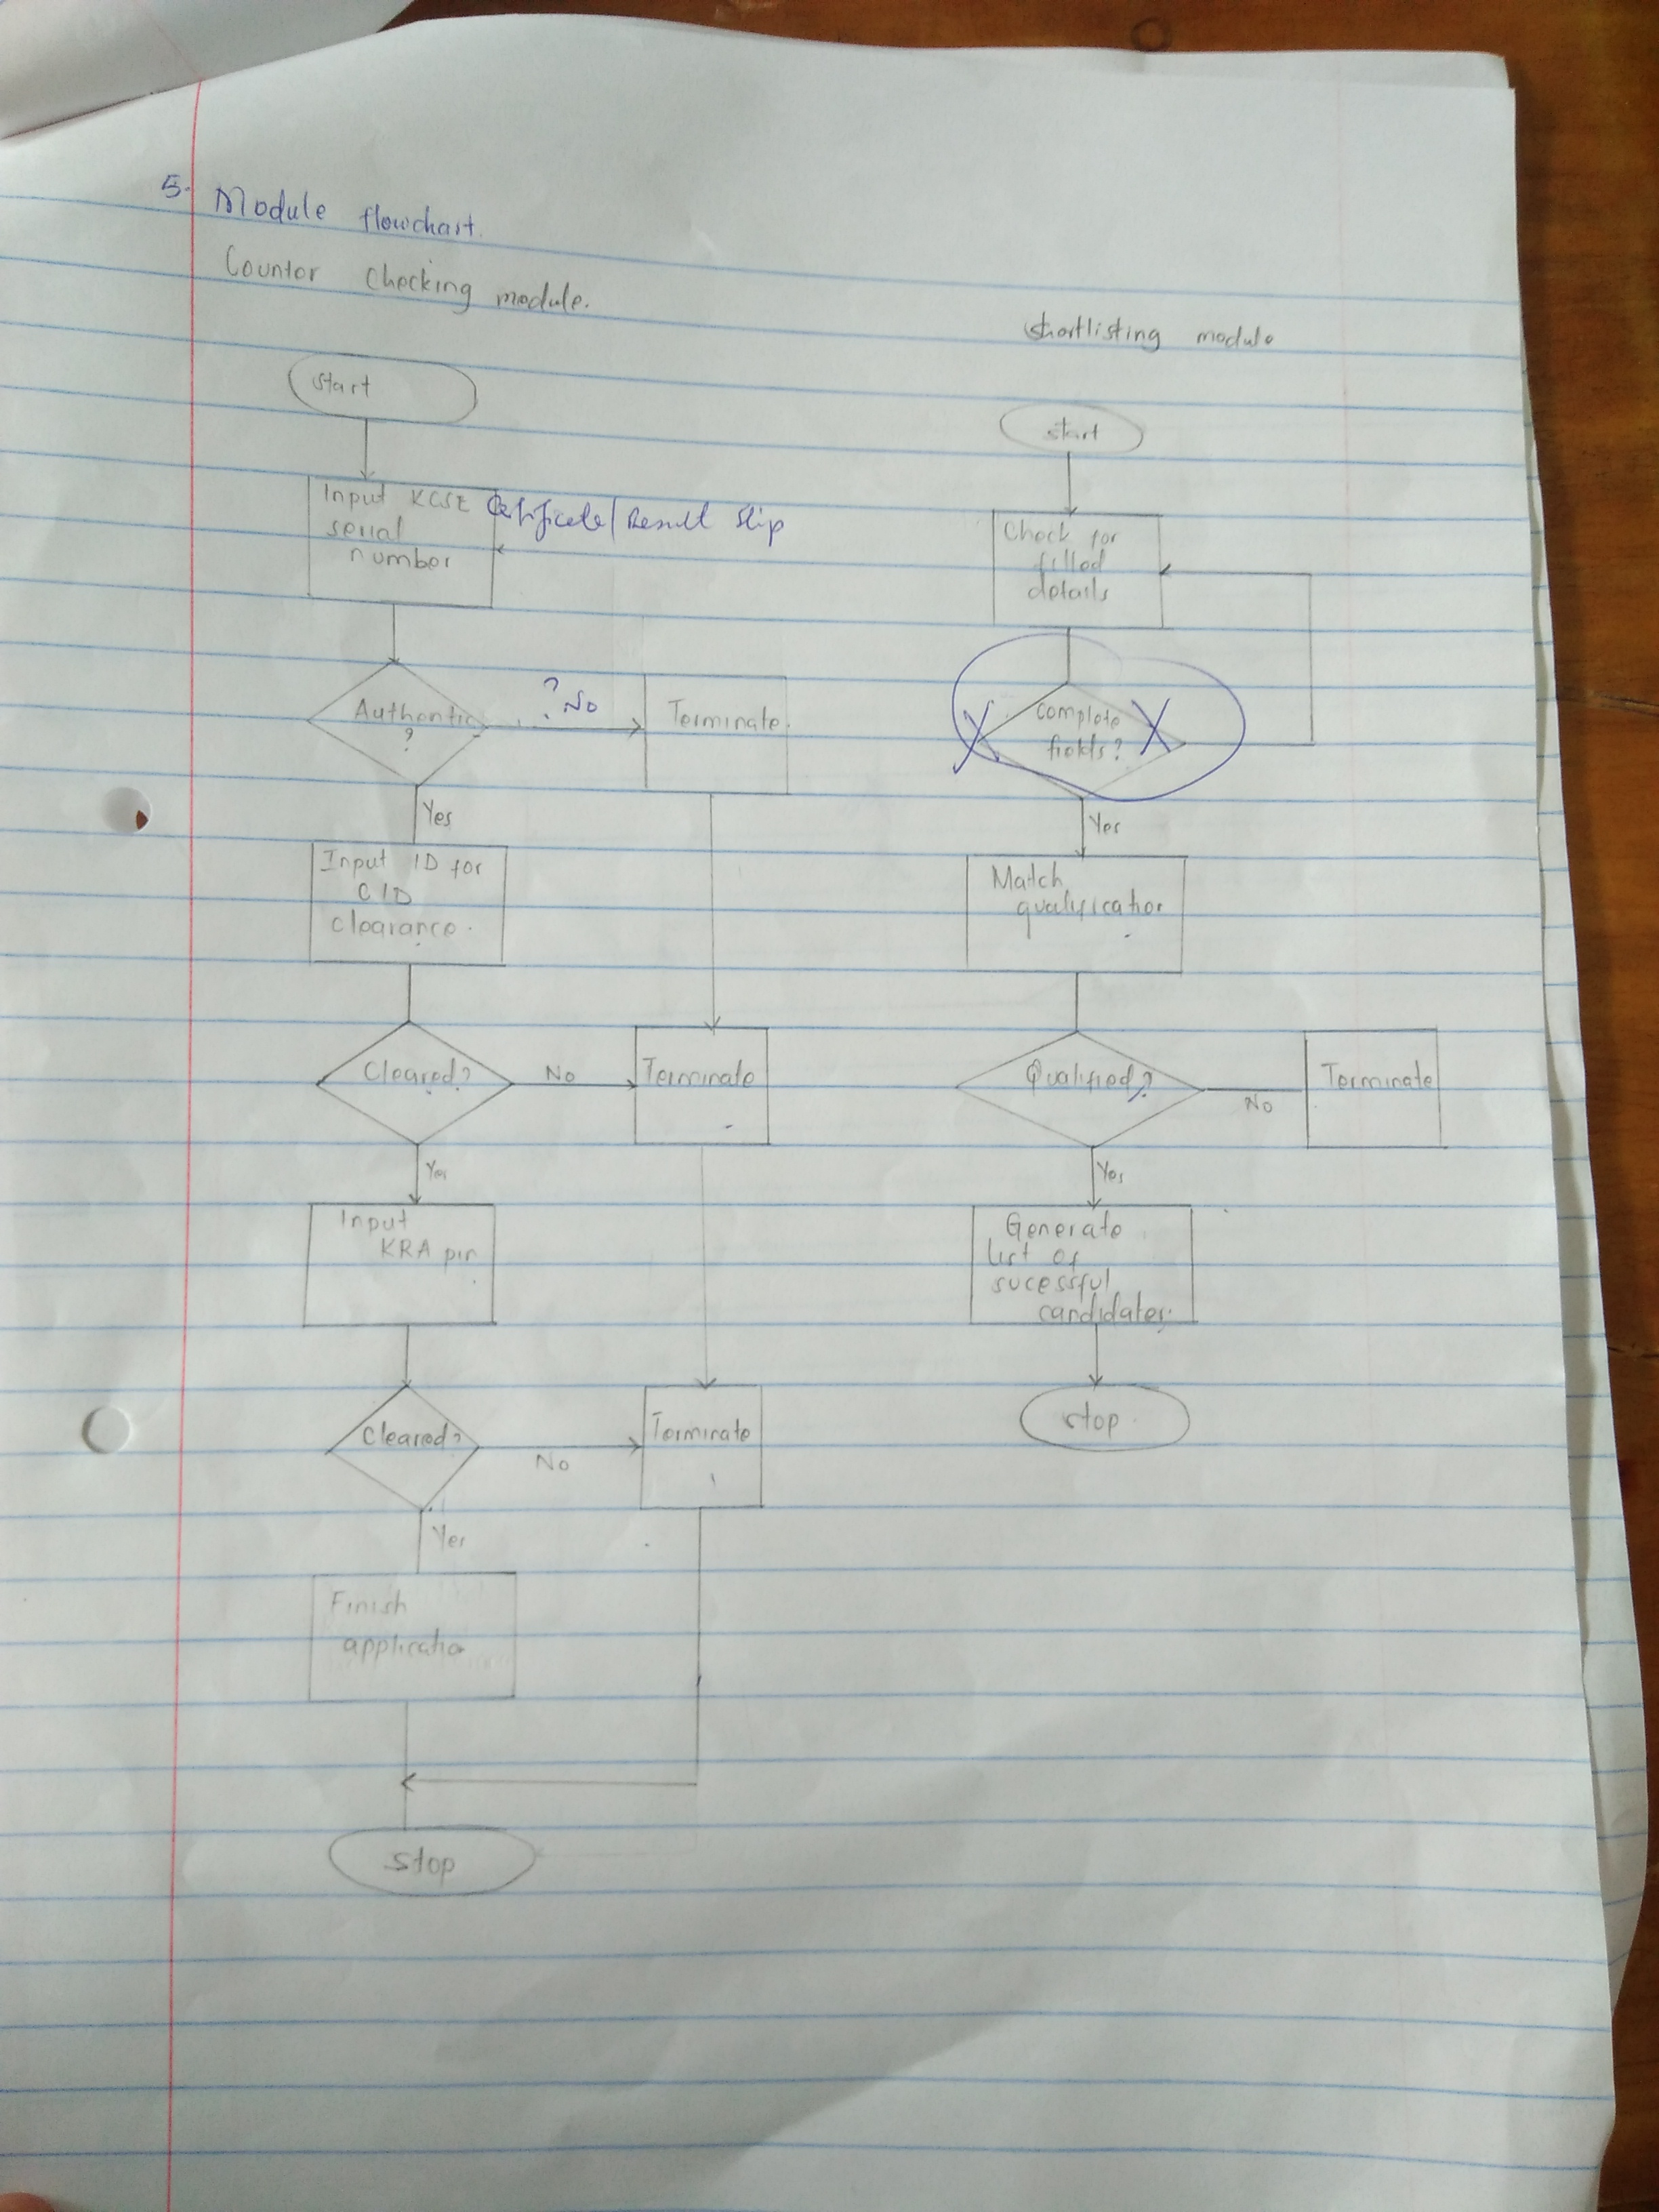 5. Module flowchart.
Counter Checking module.
start
Input KCSE Certificate/Result Slip
serial
number
Authentic
?
? No
Terminate.
Yes
Input ID for
CID
clearance.
Cleared?
No
Terminate
Yes
Input
KRA pin
Cleared?
No
Terminate
Yes
Finish
application
Stop
Shortlisting module
start
Check for
filled
details
X
complete
fields?
X
Yes
Match
qualification
Qualified?
No
Terminate
Yes
Generate
list of
sucessful
candidates.
stop